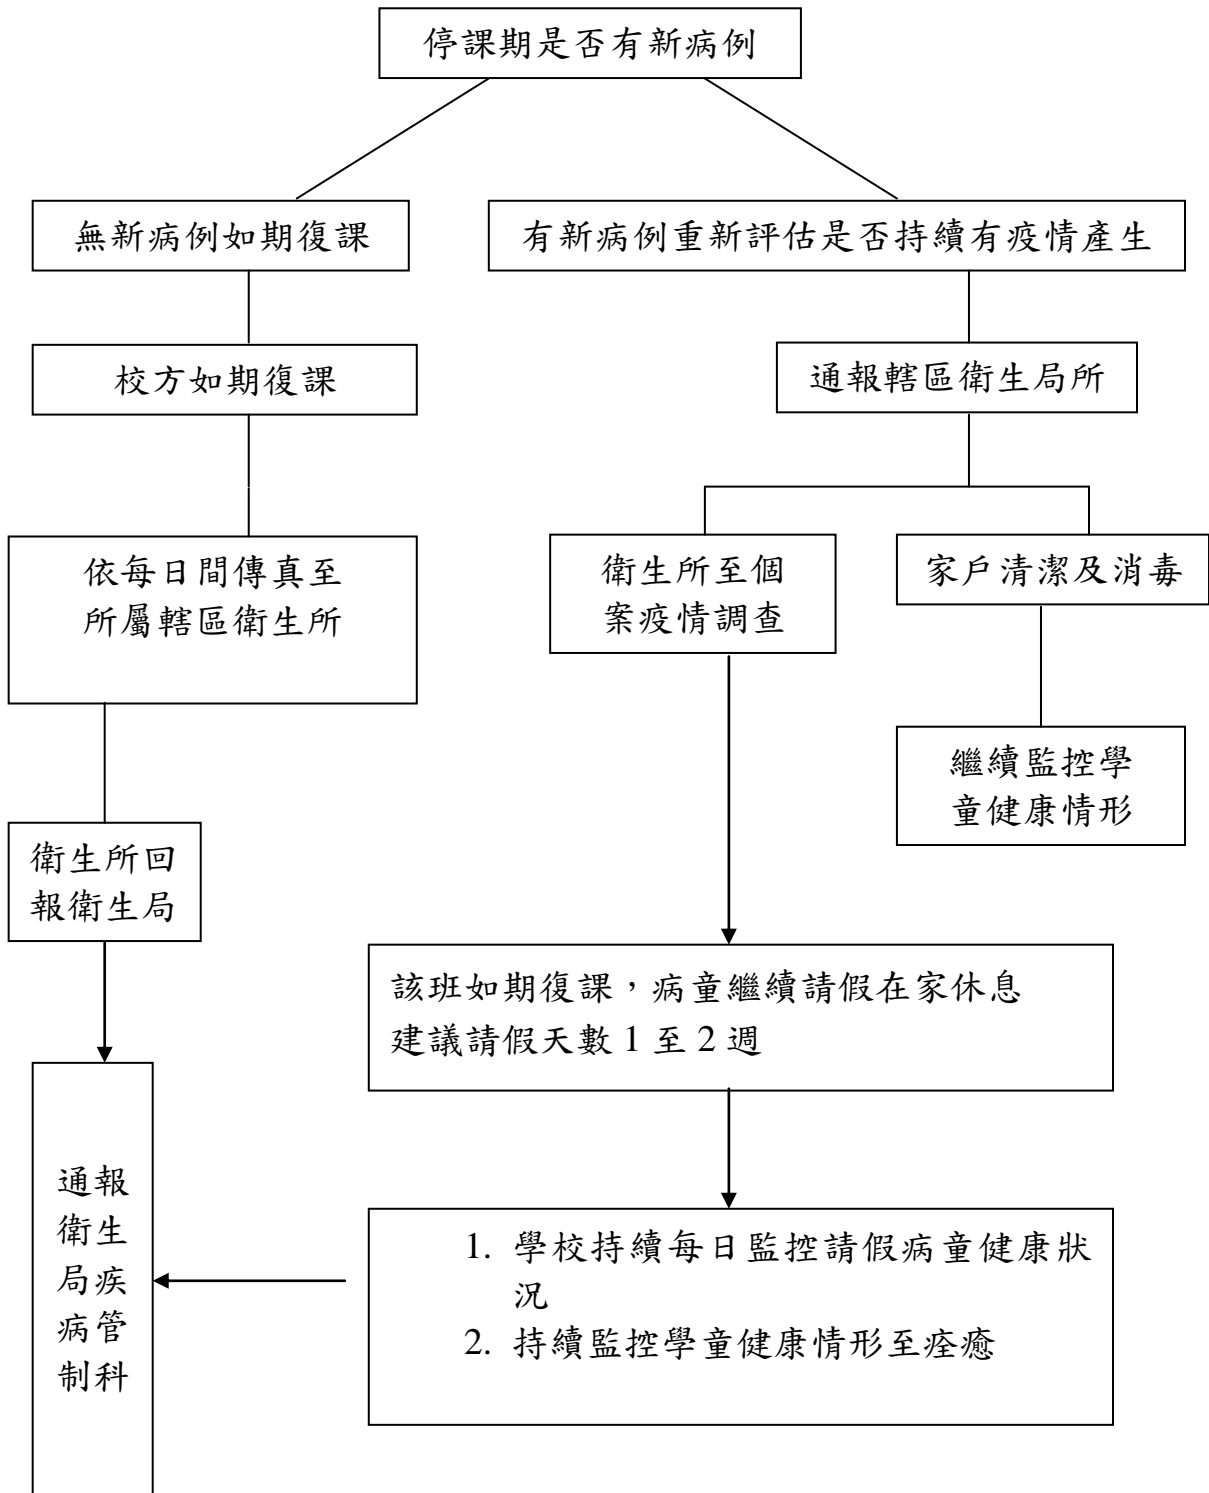 停課期是否有新病例
無新病例如期復課
有新病例重新評估是否持續有疫情產生
校方如期復課
通報轄區衛生局所
依每日間傳真至
所屬轄區衛生所
衛生所至個
案疫情調查
家戶清潔及消毒
繼續監控學
童健康情形
衛生所回
報衛生局
該班如期復課，病童繼續請假在家休息
建議請假天數 1 至 2 週
通報
衛生
局疾
病管
制科
1. 學校持續每日監控請假病童健康狀
況
2. 持續監控學童健康情形至痊癒